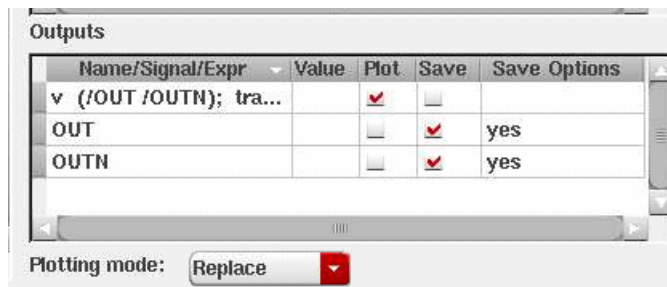 Outputs
Name/Signal/Expr Value Plot Save Save Options
v (/OUT /OUTN); tra...
OUT yes
OUTN yes
Plotting mode: Replace